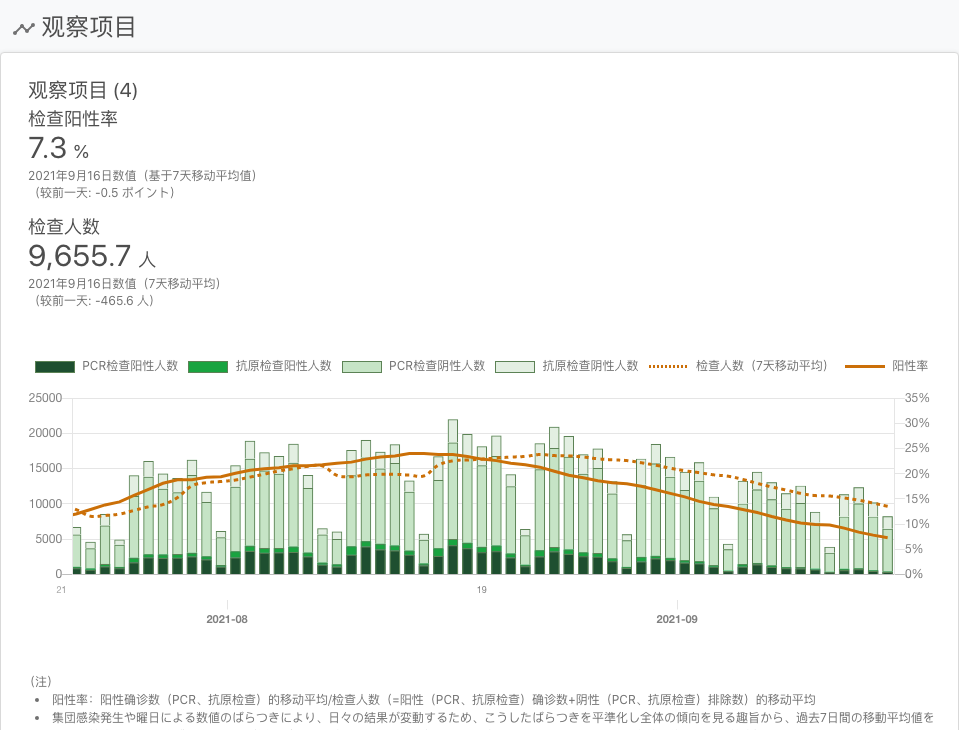 观察项目
观察项目 (4)
检查阳性率
7.3 %
2021年9月16日数值（基于7天移动平均值）
（较前一天: -0.5 ポイント）
检查人数
9,655.7 人
2021年9月16日数值（7天移动平均）
（较前一天: -465.6 人）
PCR检查阳性人数 抗原检查阳性人数 PCR检查阴性人数 抗原检查阴性人数 检查人数（7天移动平均） 阳性率
25000 35%
30%
20000
25%
15000 20%
15%
10000
10%
5000
5%
0 0%
21 19
2021-08 2021-09
（注）
• 阳性率：阳性确诊数（PCR、抗原检查）的移动平均/检查人数（=阳性（PCR、抗原检查）确诊数+阴性（PCR、抗原检查）排除数）的移动平均
• 集団感染発生や曜日による数値のばらつきにより、日々の結果が変動するため、こうしたばらつきを平準化し全体の傾向を見る趣旨から、過去7日間の移動平均値を